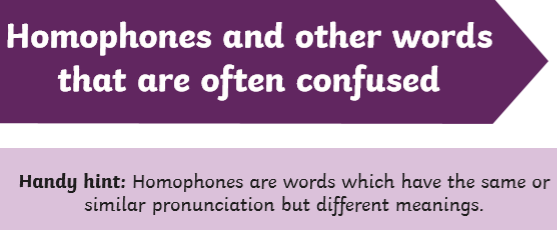 Homophones and other words
that are often confused
Handy hint: Homophones are words which have the same or
similar pronunciation but different meanings.